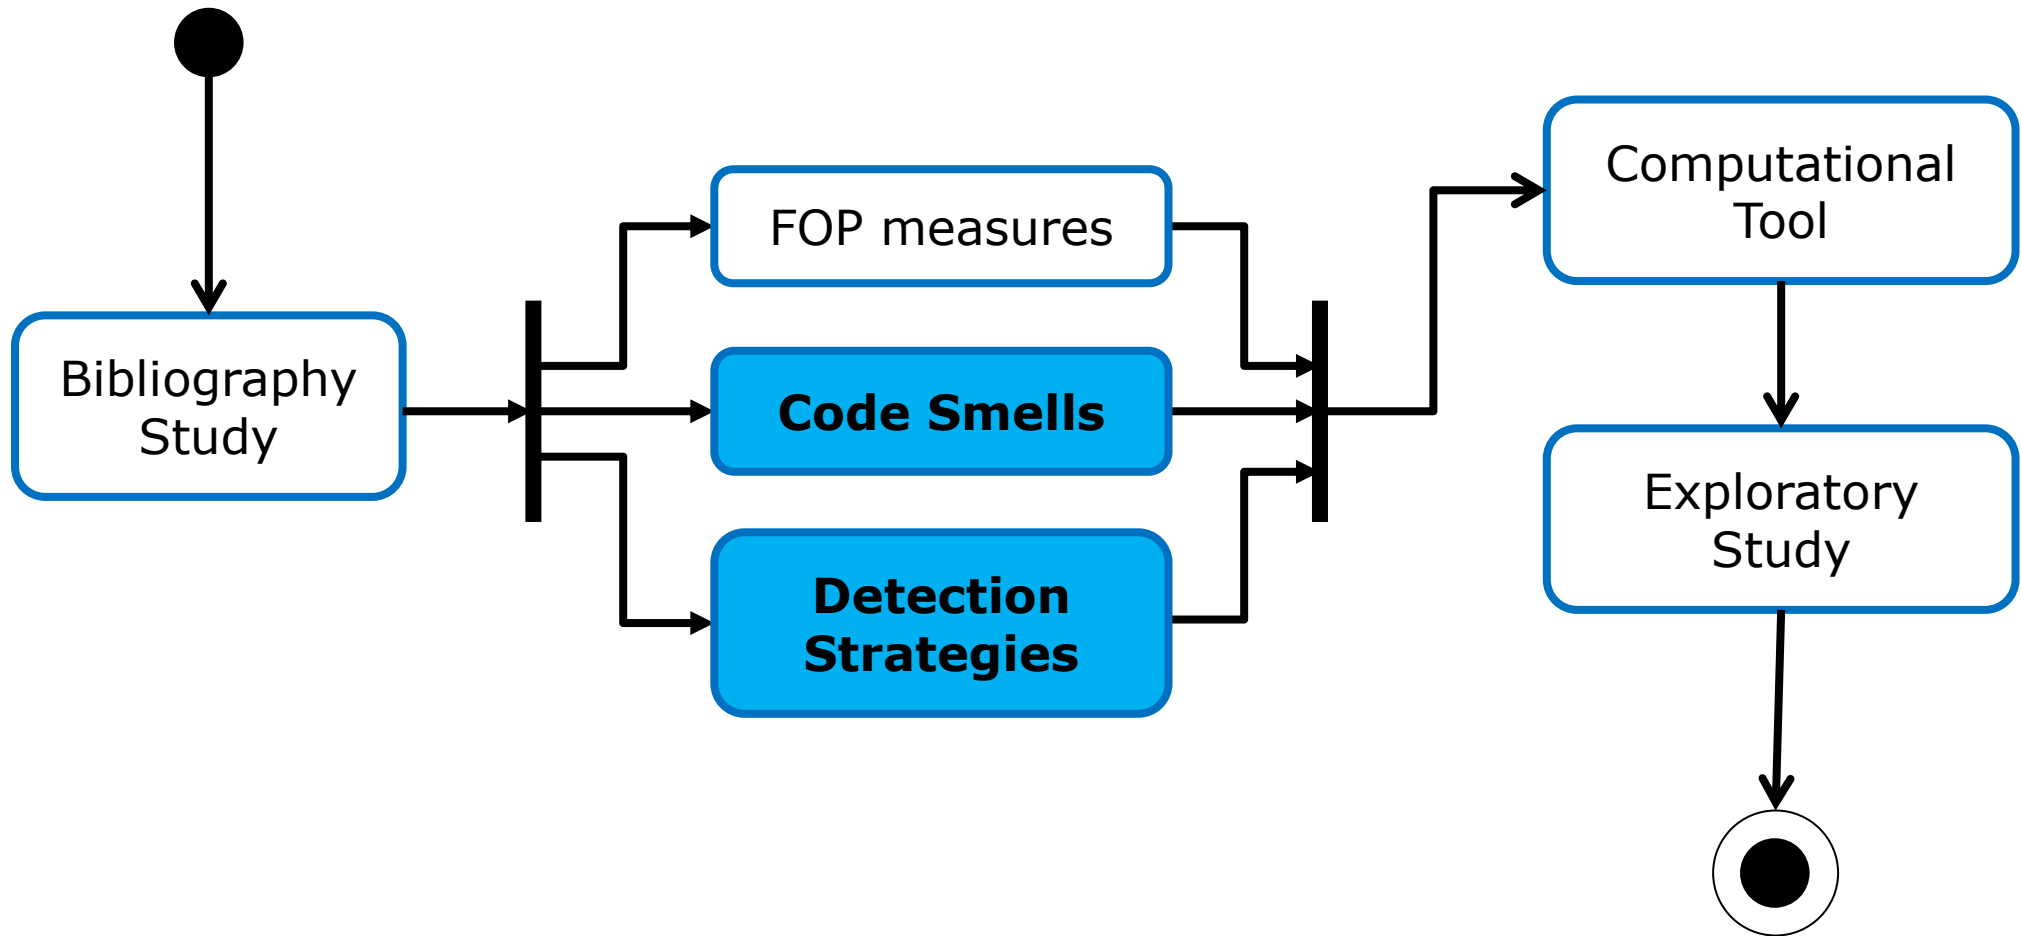 Bibliography
Study
FOP measures
Code Smells
Detection
Strategies
Computational
Tool
Exploratory
Study